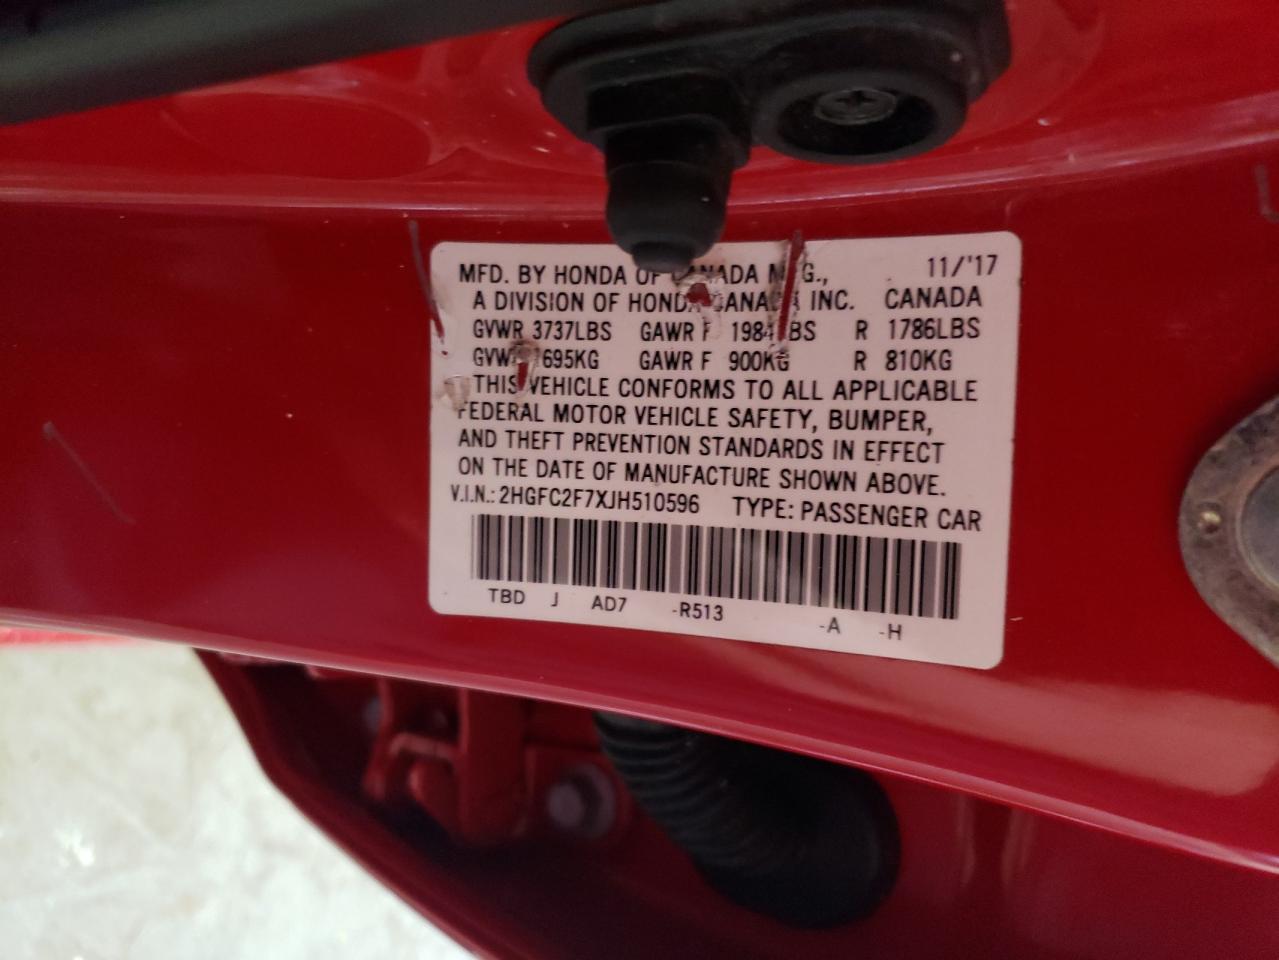 MFD. BY HONDA OF CANADA MFG., 11/'17
A DIVISION OF HONDA CANADA INC. CANADA
GVWR 3737LBS GAWR F 1984LBS R 1786LBS
GVWR 1695KG GAWR F 900KG R 810KG
THIS VEHICLE CONFORMS TO ALL APPLICABLE
FEDERAL MOTOR VEHICLE SAFETY, BUMPER,
AND THEFT PREVENTION STANDARDS IN EFFECT
ON THE DATE OF MANUFACTURE SHOWN ABOVE.
V.I.N.: 2HGFC2F7XJH510596 TYPE: PASSENGER CAR
TBD J AD7 -R513 -A -H